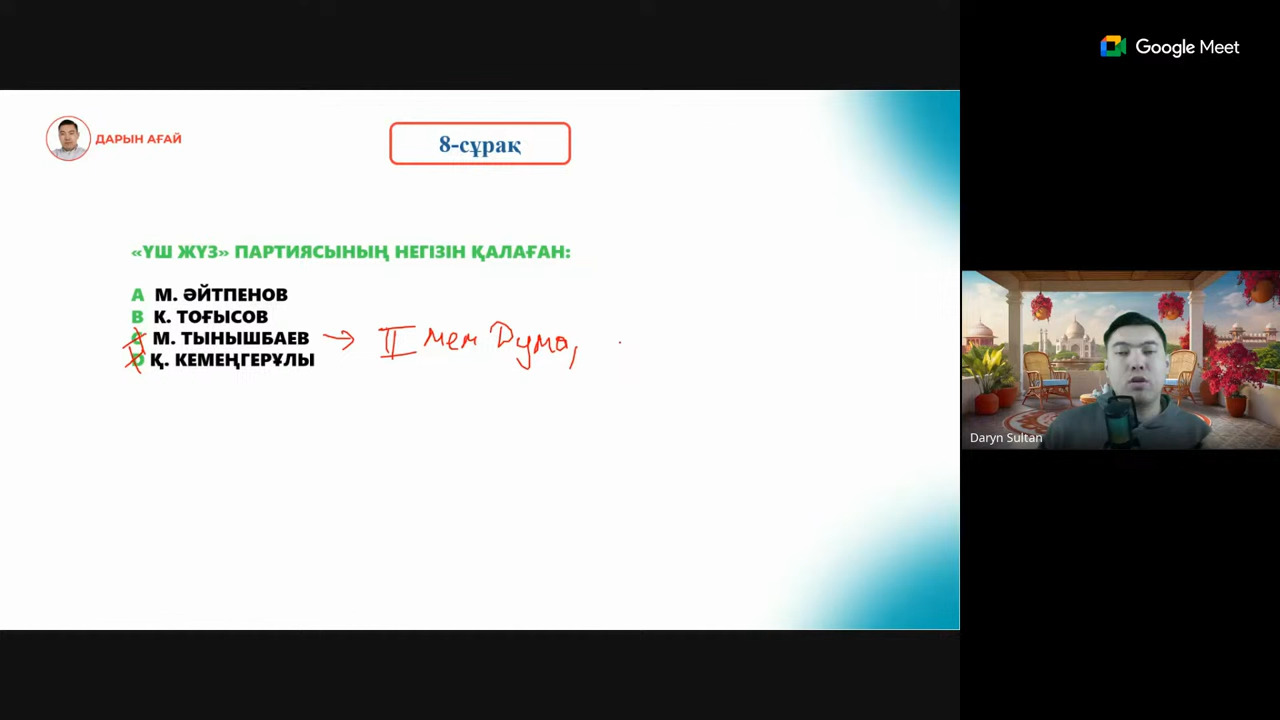 Google Meet
ДАРЫН АҒАЙ
8-сұрақ
«ҮШ ЖҮЗ» ПАРТИЯСЫНЫҢ НЕГІЗІН ҚАЛАҒАН:
A М. ӘЙТПЕНОВ
B К. ТОҒЫСОВ
C М. ТЫНЫШБАЕВ → II мем Дума,
D Қ. КЕМЕҢГЕРҰЛЫ
Daryn Sultan